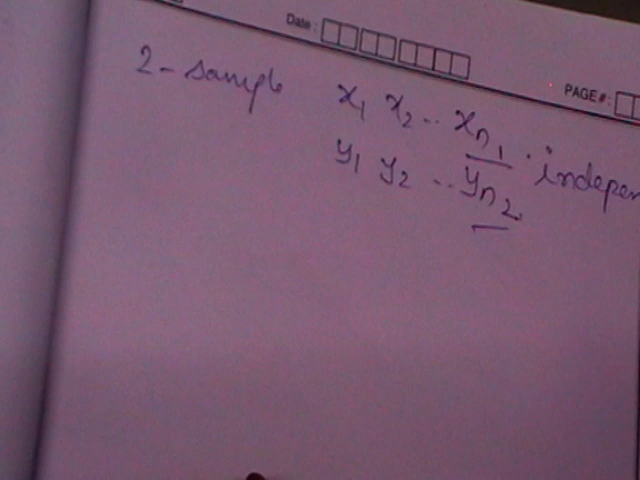 Date :
PAGE # :
2 - sample x₁ x₂ .. xₙ₁ . indepen
y₁ y₂ .. yₙ₂